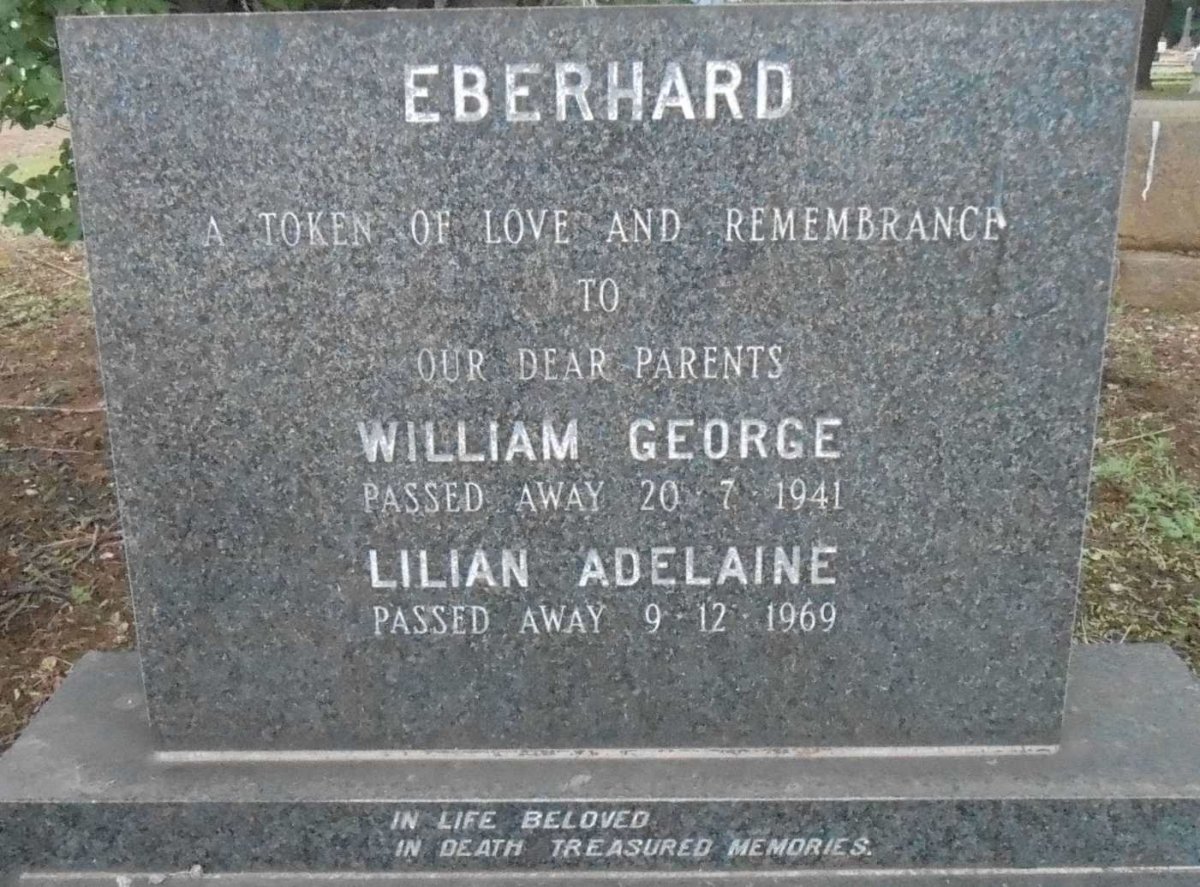 EBERHARD
A TOKEN OF LOVE AND REMEMBRANCE
TO
OUR DEAR PARENTS
WILLIAM GEORGE
PASSED AWAY 20·7·1941
LILIAN ADELAINE
PASSED AWAY 9·12·1969
IN LIFE BELOVED
IN DEATH TREASURED MEMORIES.